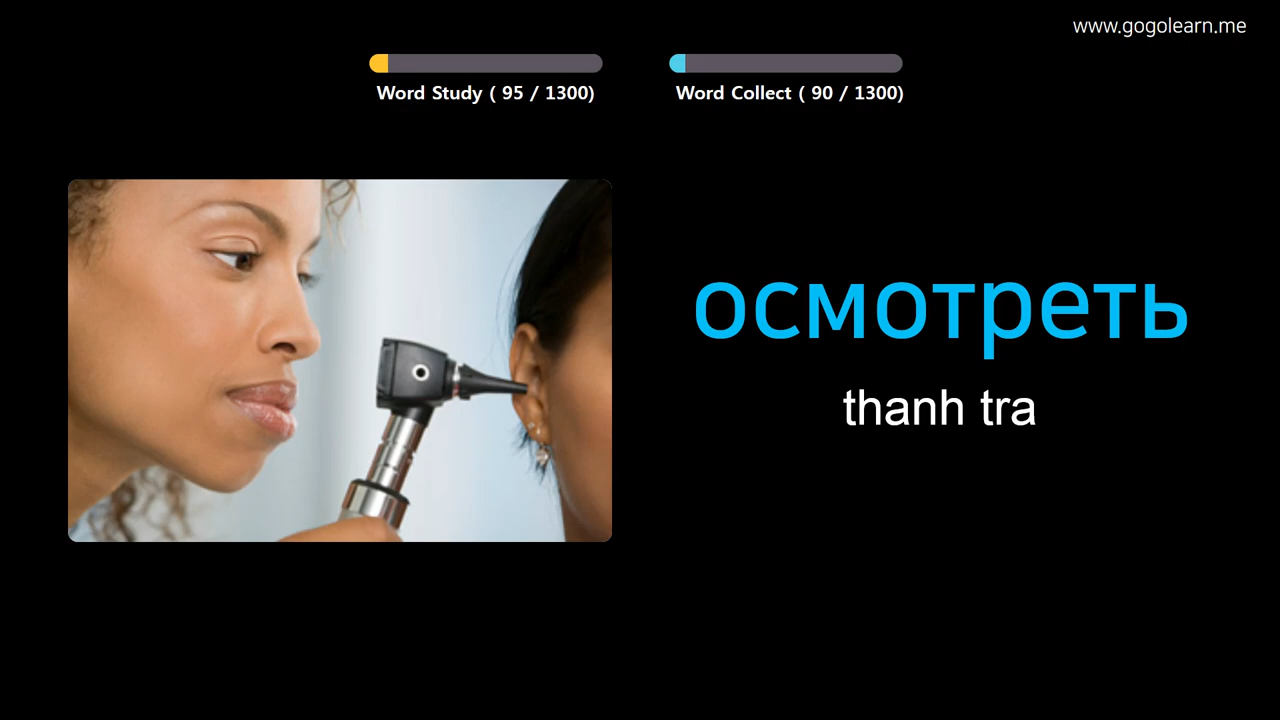 www.gogolearn.me
Word Study ( 95 / 1300)
Word Collect ( 90 / 1300)
осмотреть
thanh tra